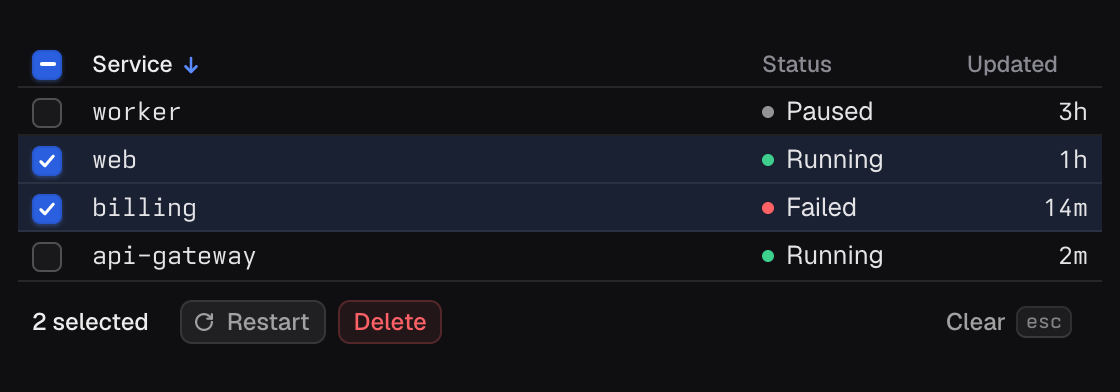 Service ↓ Status Updated
worker Paused 3h
web Running 1h
billing Failed 14m
api-gateway Running 2m
2 selected Restart Delete Clear esc